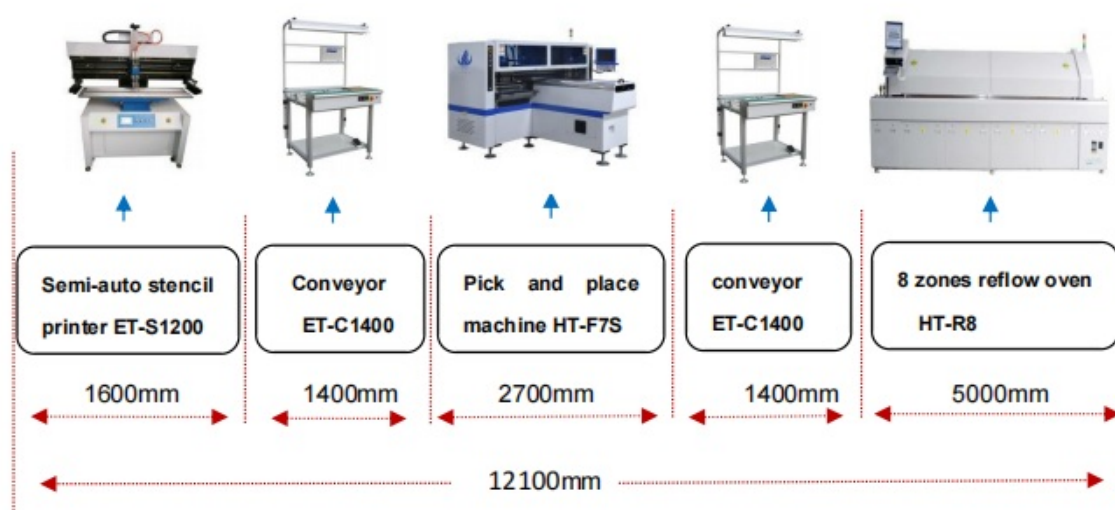 Semi-auto stencil
printer ET-S1200
Conveyor
ET-C1400
Pick and place
machine HT-F7S
conveyor
ET-C1400
8 zones reflow oven
HT-R8
1600mm
1400mm
2700mm
1400mm
5000mm
12100mm